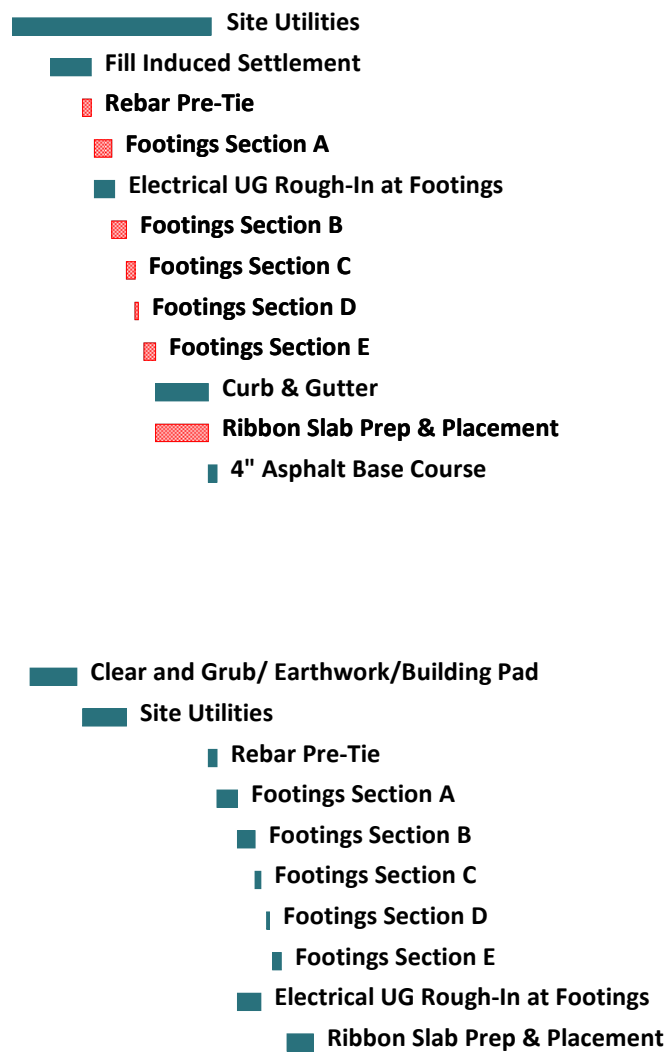 Site Utilities
Fill Induced Settlement
Rebar Pre-Tie
Footings Section A
Electrical UG Rough-In at Footings
Footings Section B
Footings Section C
Footings Section D
Footings Section E
Curb & Gutter
Ribbon Slab Prep & Placement
4" Asphalt Base Course
Clear and Grub/ Earthwork/Building Pad
Site Utilities
Rebar Pre-Tie
Footings Section A
Footings Section B
Footings Section C
Footings Section D
Footings Section E
Electrical UG Rough-In at Footings
Ribbon Slab Prep & Placement